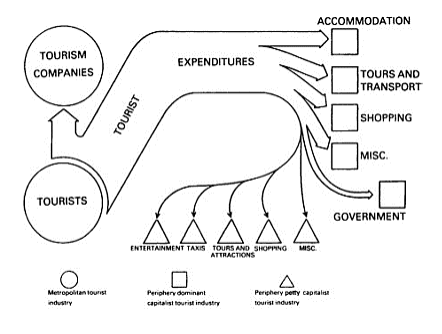 ACCOMMODATION
TOURISM
COMPANIES
EXPENDITURES
TOURS AND
TRANSPORT
TOURIST
SHOPPING
MISC.
TOURISTS
GOVERNMENT
ENTERTAINMENT TAXIS TOURS AND SHOPPING MISC.
ATTRACTIONS
Metropolitan tourist
industry
Periphery dominant
capitalist tourist industry
Periphery petty capitalist
tourist industry